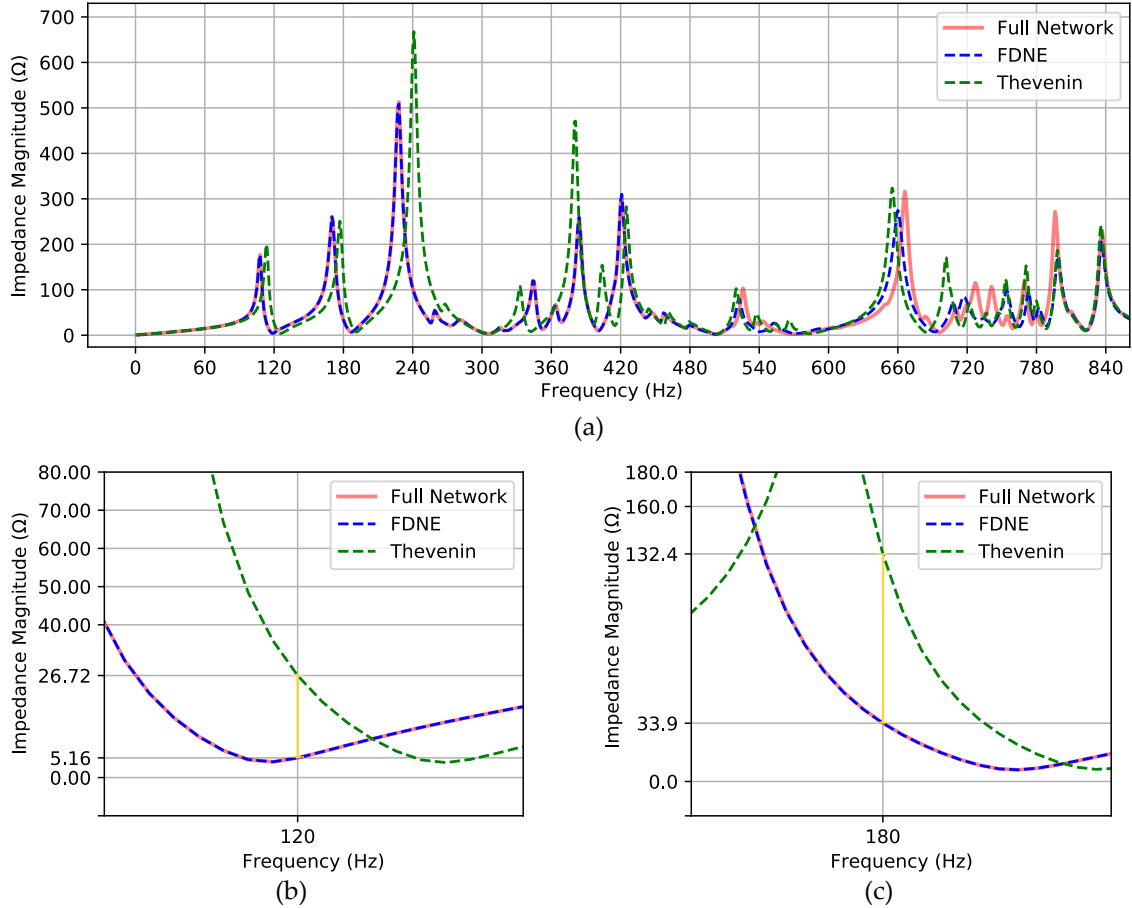 700
600
500
400
300
200
100
0
Impedance Magnitude (Ω)
Full Network
FDNE
Thevenin
0 60 120 180 240 300 360 420 480 540 600 660 720 780 840
Frequency (Hz)
(a)
80.00
70.00
60.00
50.00
40.00
26.72
5.16
0.00
Impedance Magnitude (Ω)
Full Network
FDNE
Thevenin
120
Frequency (Hz)
(b)
180.0
160.0
132.4
33.9
0.0
Impedance Magnitude (Ω)
Full Network
FDNE
Thevenin
180
Frequency (Hz)
(c)